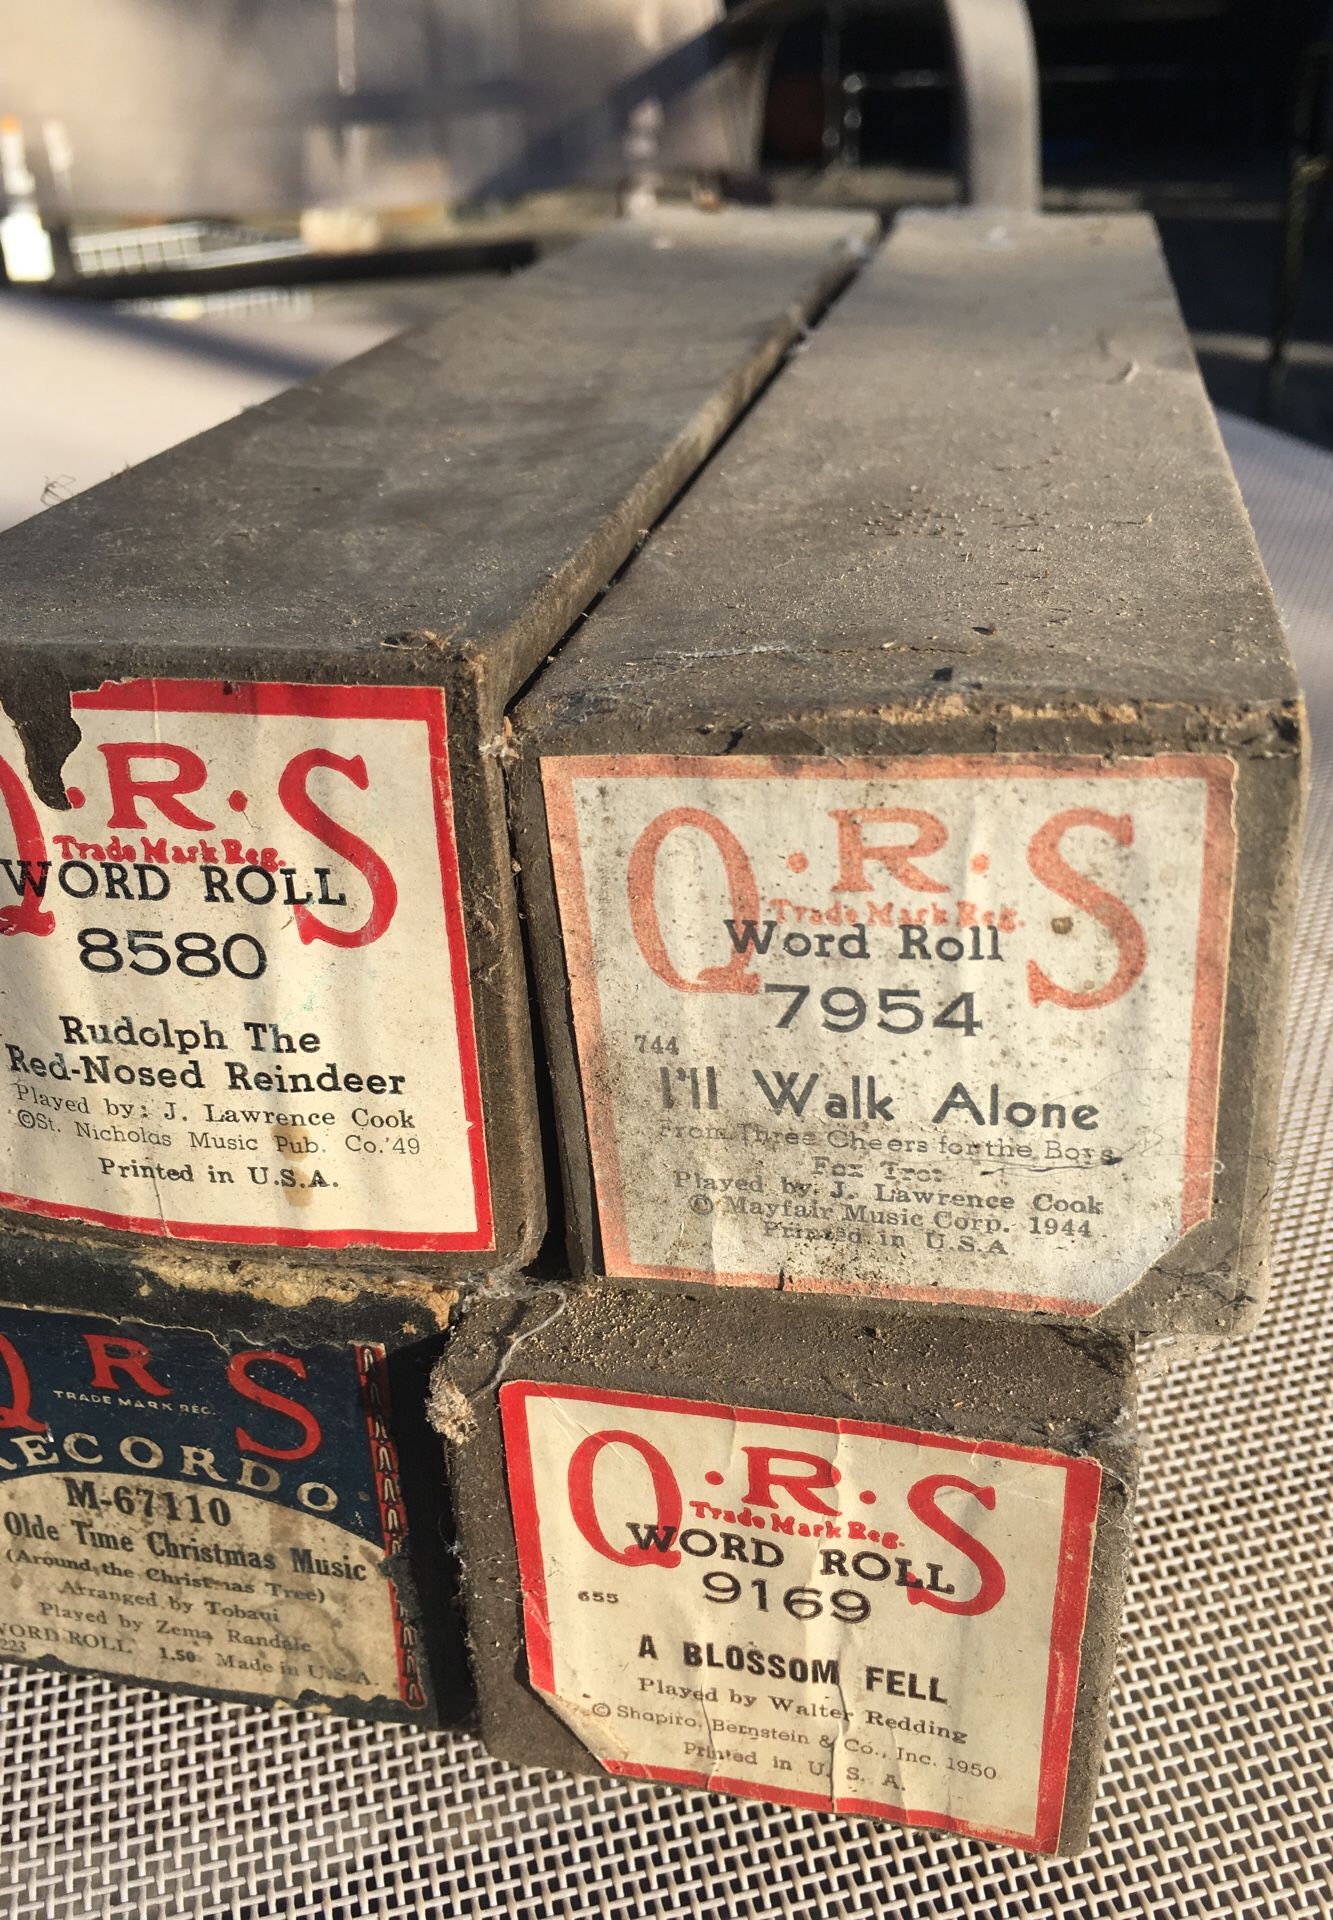 Q·R·S
Trade Mark Reg.
WORD ROLL
8580
Rudolph The
Red-Nosed Reindeer
Played by: J. Lawrence Cook
©St. Nicholas Music Pub. Co.'49
Printed in U.S.A.
Q·R·S
Trade Mark Reg.
Word Roll
7954
744
I'll Walk Alone
From Three Cheers for the Boys
Fox Trot
Played by: J. Lawrence Cook
© Mayfair Music Corp. 1944
Printed in U.S.A
Q R S
TRADE MARK REG.
RECORDO
M-67110
Olde Time Christmas Music
(Around the Christmas Tree)
Arranged by Tobani
Played by Zema Randale
WORD ROLL 1.50 Made in U.S.A.
223
Q·R·S
Trade Mark Reg.
WORD ROLL
9169
655
A BLOSSOM FELL
Played by Walter Redding
© Shapiro, Bernstein & Co., Inc. 1950
Printed in U. S. A.